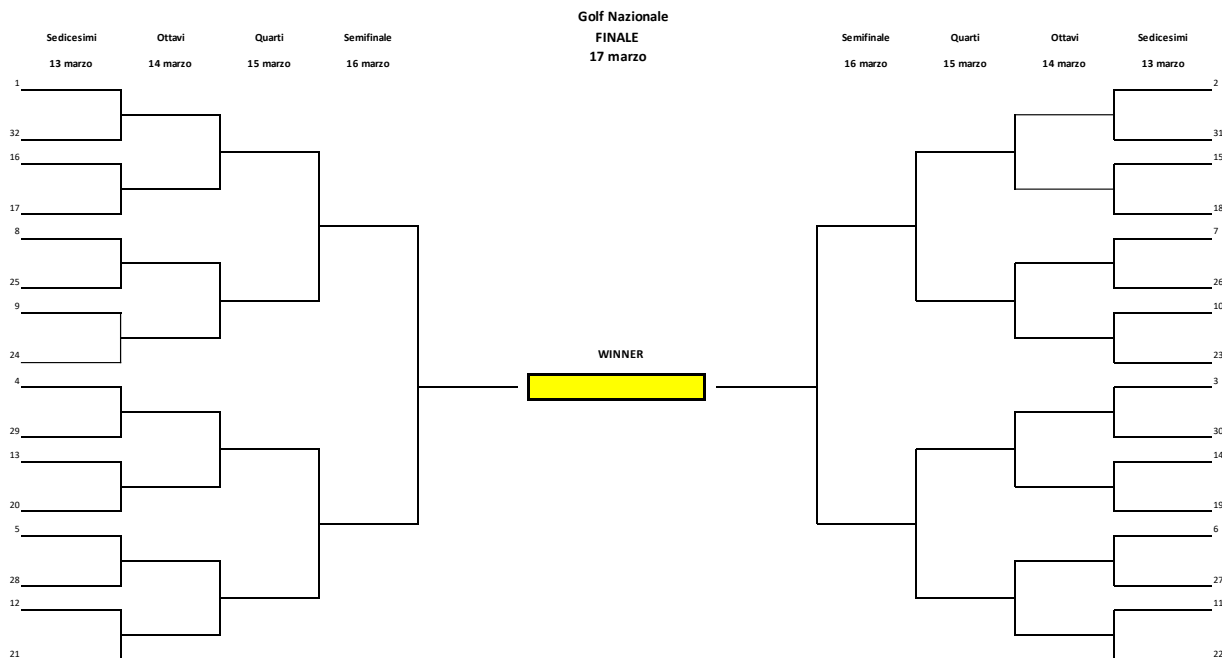 Golf Nazionale
FINALE
17 marzo
Sedicesimi Ottavi Quarti Semifinale Semifinale Quarti Ottavi Sedicesimi
13 marzo 14 marzo 15 marzo 16 marzo 16 marzo 15 marzo 14 marzo 13 marzo
1 2
32 31
16 15
17 18
8 7
25 26
9 10
24 23
WINNER
4 3
29 30
13 14
20 19
5 6
28 27
12 11
21 22